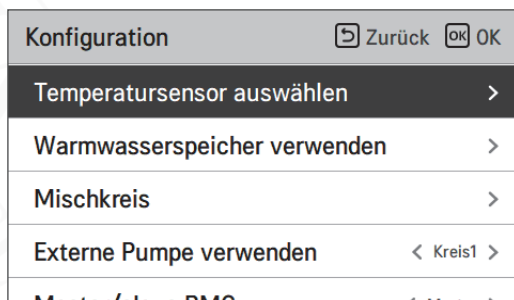 Konfiguration Zurück OK OK
Temperatursensor auswählen >
Warmwasserspeicher verwenden >
Mischkreis >
Externe Pumpe verwenden < Kreis1 >